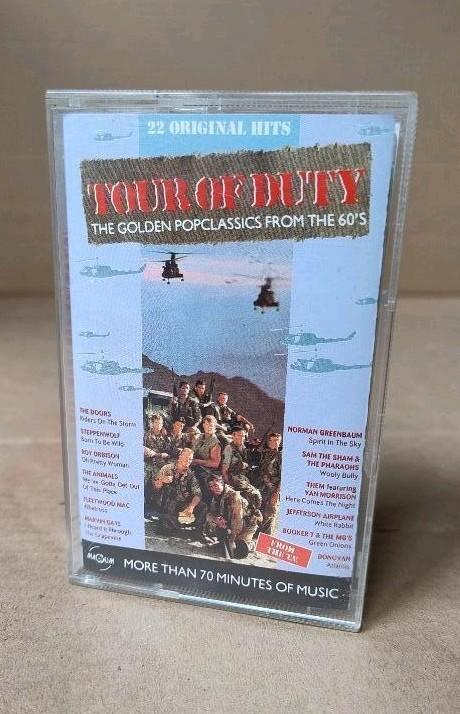 22 ORIGINAL HITS
TOUR OF DUTY
THE GOLDEN POPCLASSICS FROM THE 60'S
THE DOORS
Riders On The Storm
STEPPENWOLF
Born To Be Wild
ROY ORBISON
Oh Pretty Woman
THE ANIMALS
We've Gotta Get Out
Of This Place
FLEETWOOD MAC
Albatross
MARVIN GAYE
I Heard It Through
The Grapevine
NORMAN GREENBAUM
Spirit In The Sky
SAM THE SHAM &
THE PHARAOHS
Wooly Bully
THEM featuring
VAN MORRISON
Here Comes The Night
JEFFERSON AIRPLANE
White Rabbit
BOOKER T & THE MG'S
Green Onions
DONOVAN
Atlantis
FROM
THE T.V.
MAGNUM
MORE THAN 70 MINUTES OF MUSIC